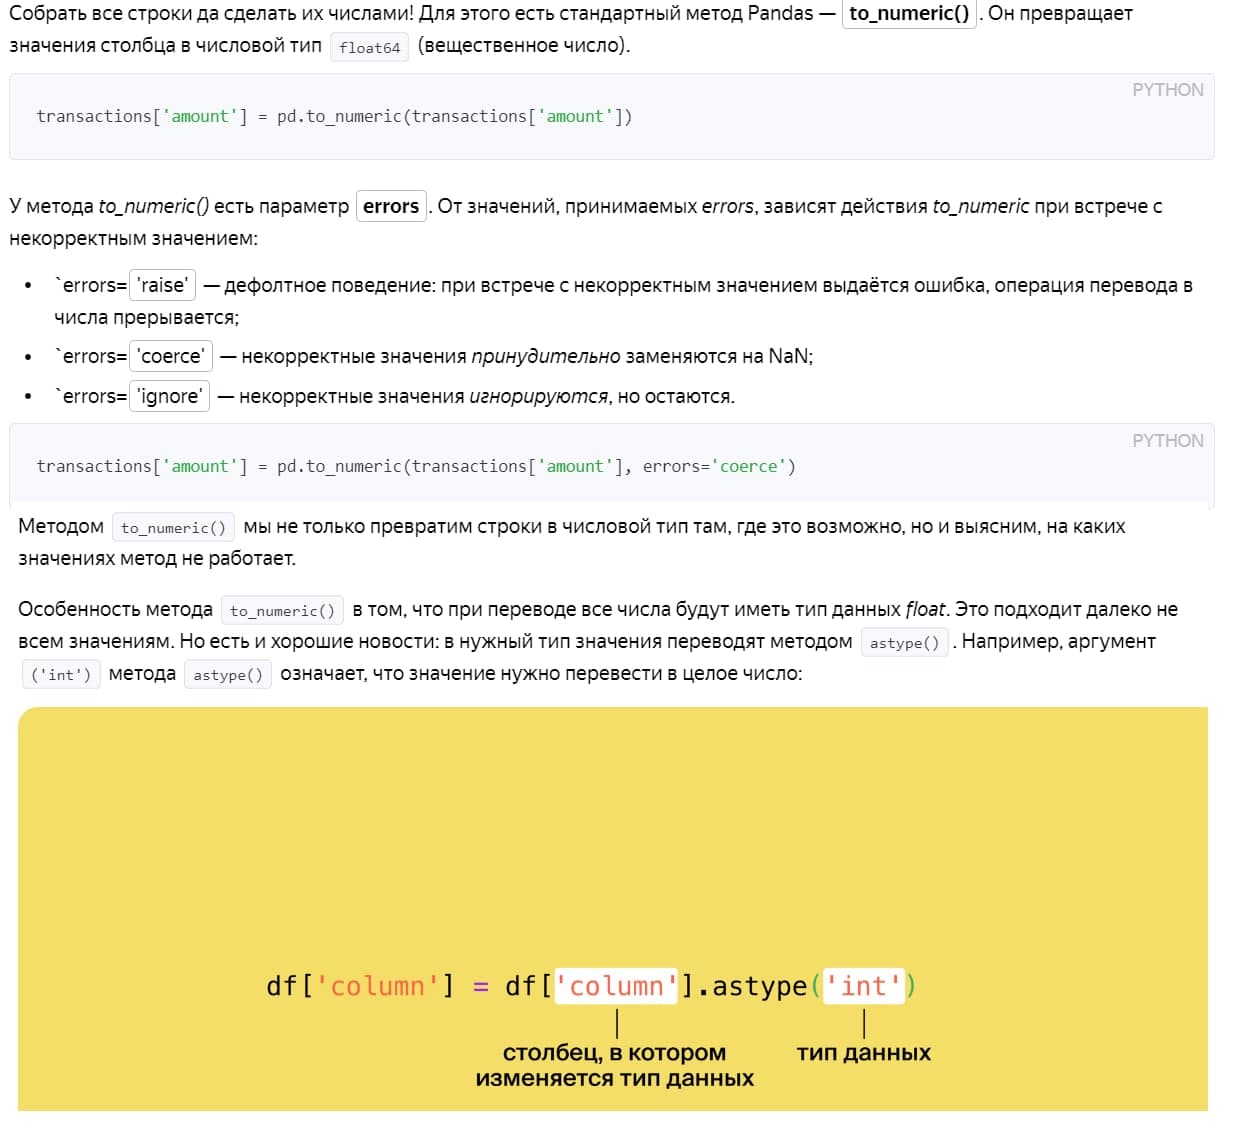 Собрать все строки да сделать их числами! Для этого есть стандартный метод Pandas — to_numeric() . Он превращает
значения столбца в числовой тип float64 (вещественное число).
PYTHON
transactions['amount'] = pd.to_numeric(transactions['amount'])
У метода to_numeric() есть параметр errors . От значений, принимаемых errors, зависят действия to_numeric при встрече с
некорректным значением:
• `errors= 'raise' — дефолтное поведение: при встрече с некорректным значением выдаётся ошибка, операция перевода в
числа прерывается;
• `errors= 'coerce' — некорректные значения принудительно заменяются на NaN;
• `errors= 'ignore' — некорректные значения игнорируются, но остаются.
PYTHON
transactions['amount'] = pd.to_numeric(transactions['amount'], errors='coerce')
Методом to_numeric() мы не только превратим строки в числовой тип там, где это возможно, но и выясним, на каких
значениях метод не работает.
Особенность метода to_numeric() в том, что при переводе все числа будут иметь тип данных float. Это подходит далеко не
всем значениям. Но есть и хорошие новости: в нужный тип значения переводят методом astype() . Например, аргумент
('int') метода astype() означает, что значение нужно перевести в целое число:
df['column'] = df['column'].astype('int')
столбец, в котором тип данных
изменяется тип данных